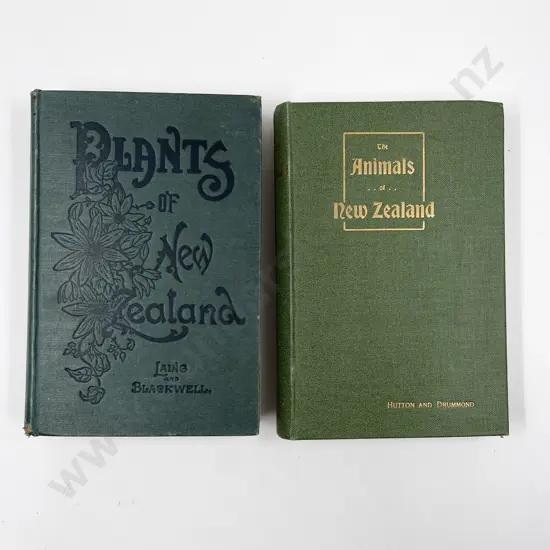 PLANTS
OF
New
Zealand
LAING
AND
BLACKWELL.
The
Animals
. . of . .
New Zealand
HUTTON AND DRUMMOND